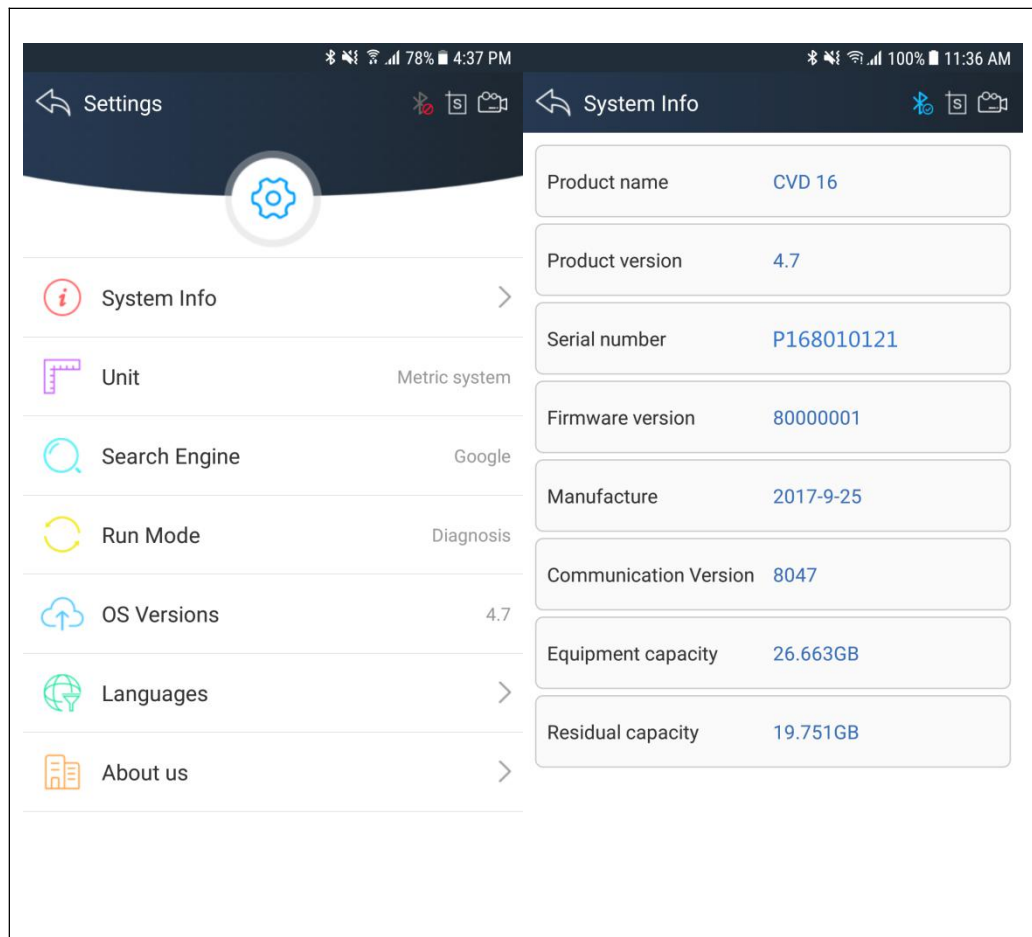 78% 4:37 PM
Settings
S
System Info
Unit Metric system
Search Engine Google
Run Mode Diagnosis
OS Versions 4.7
Languages
About us
100% 11:36 AM
System Info
S
Product name CVD 16
Product version 4.7
Serial number P168010121
Firmware version 80000001
Manufacture 2017-9-25
Communication Version 8047
Equipment capacity 26.663GB
Residual capacity 19.751GB